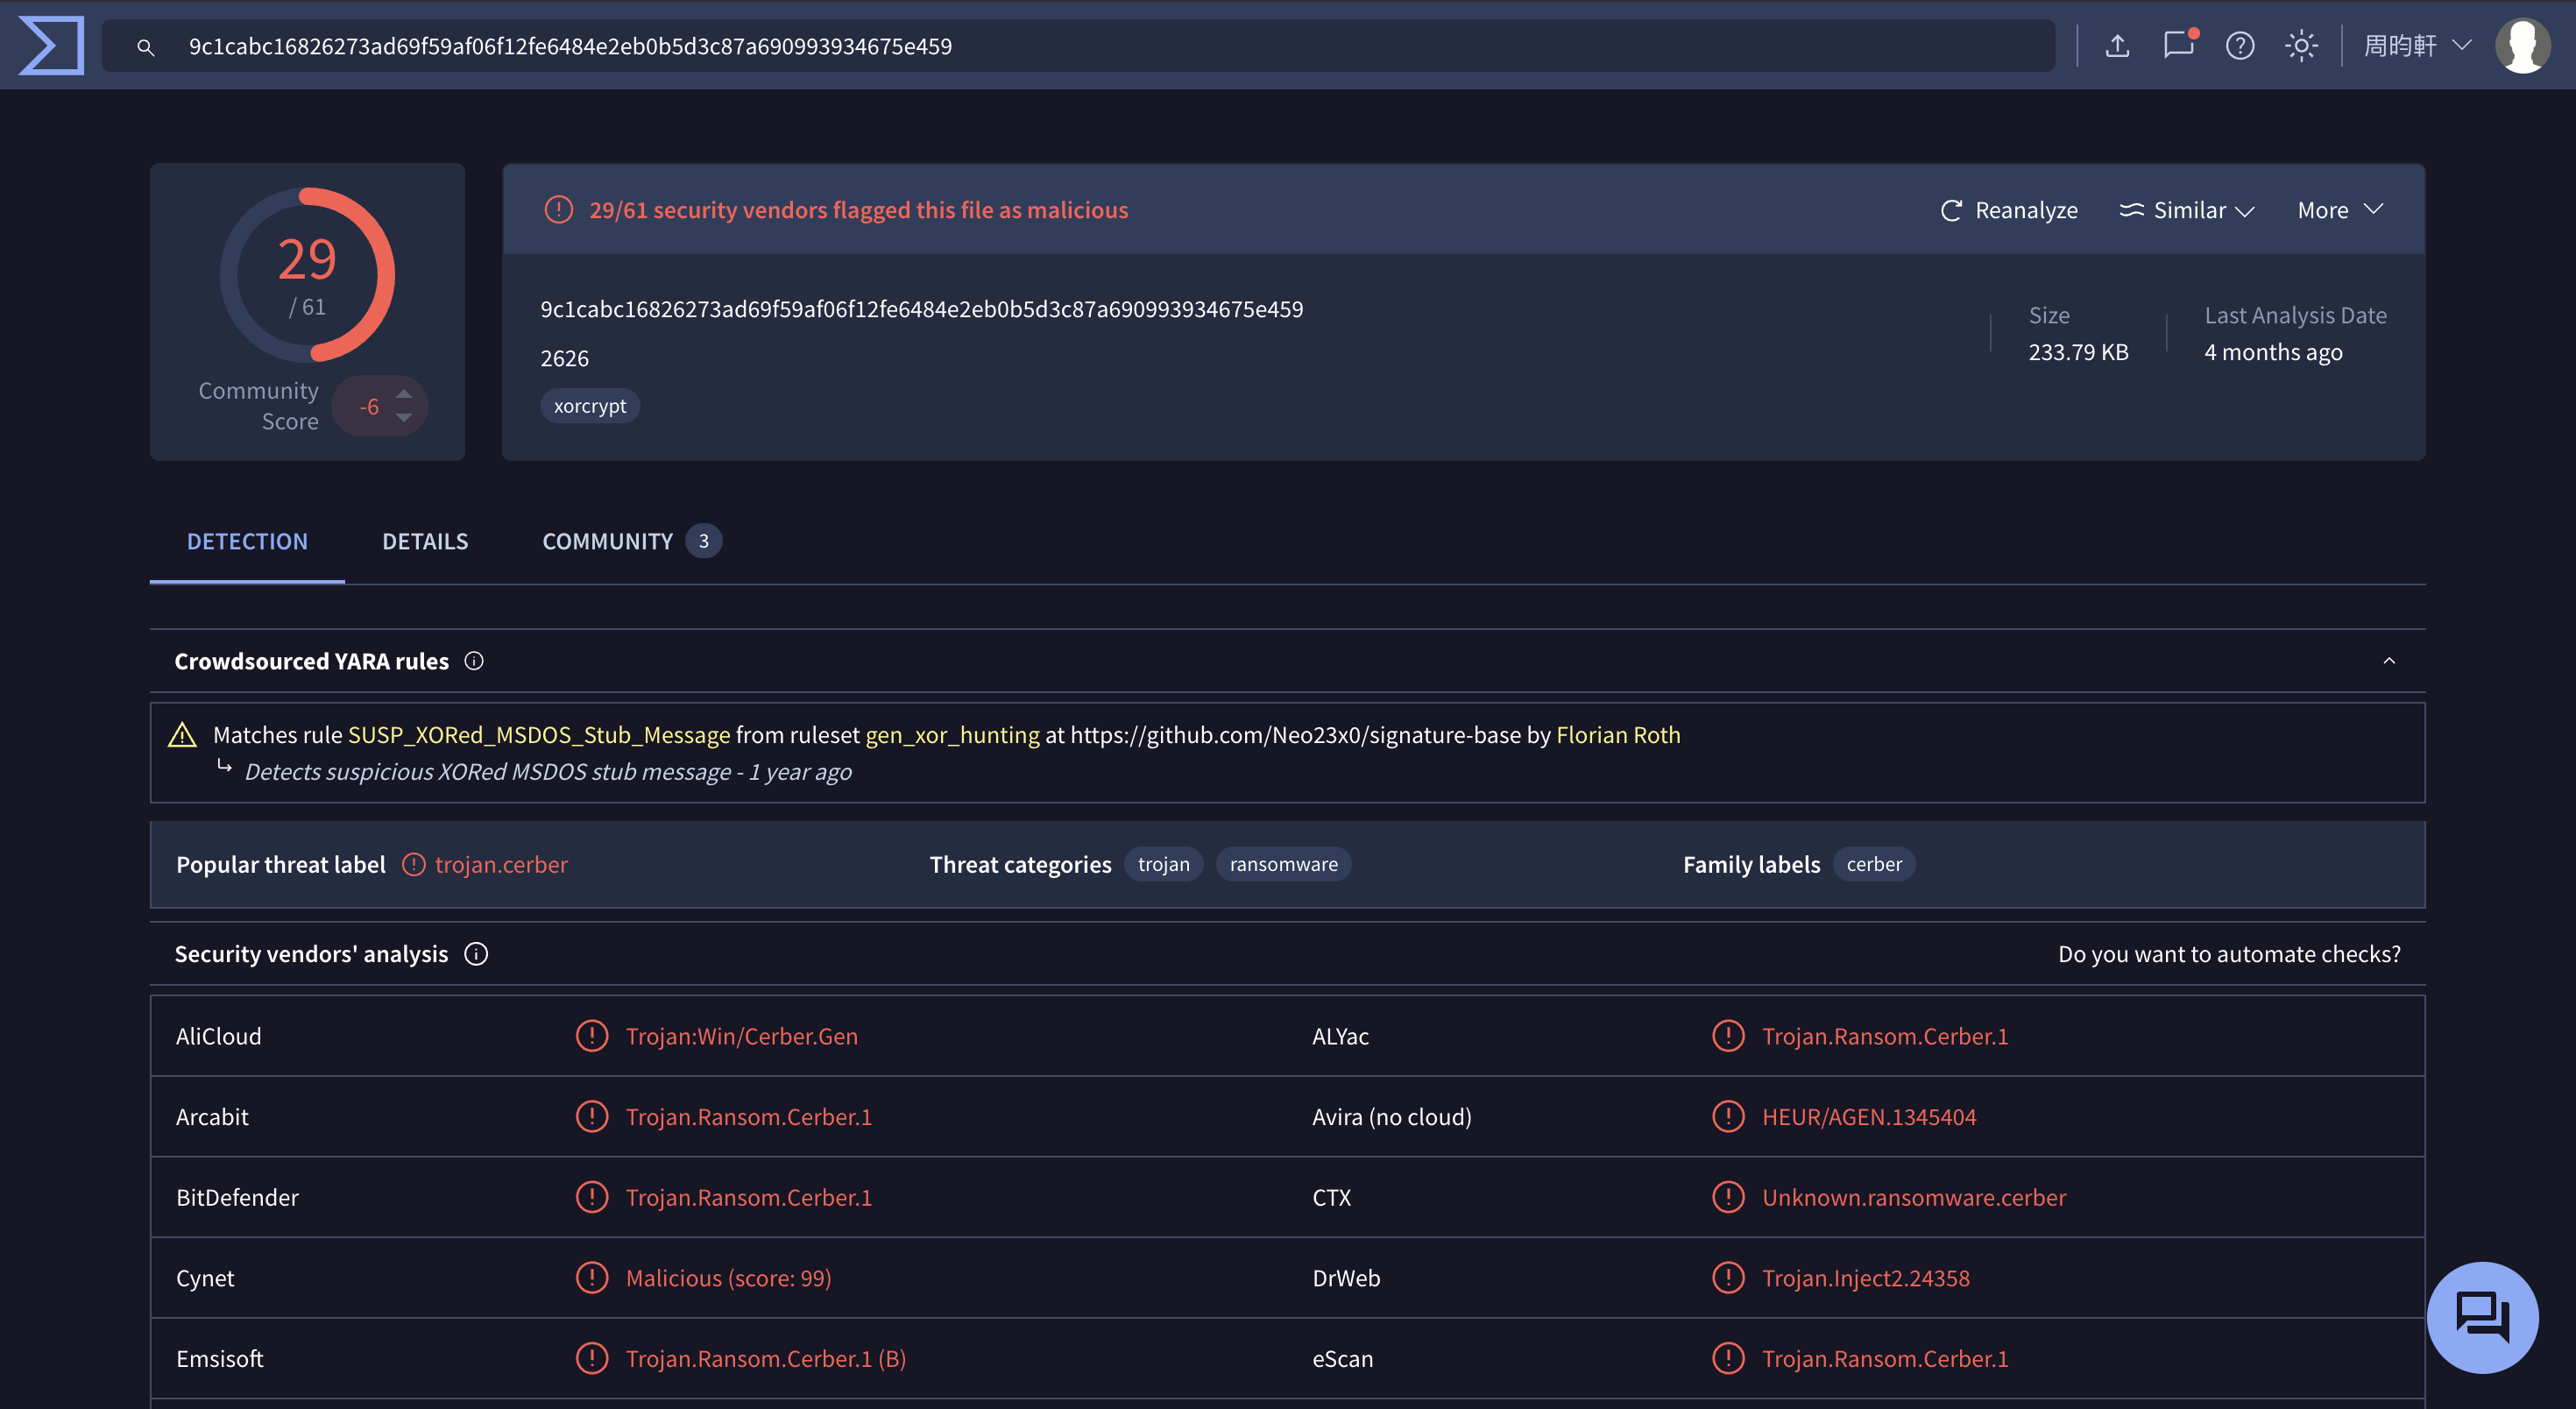 9c1cabc16826273ad69f59af06f12fe6484e2eb0b5d3c87a690993934675e459
周昀軒
29
/ 61
Community
Score
-6
29/61 security vendors flagged this file as malicious
Reanalyze
Similar
More
9c1cabc16826273ad69f59af06f12fe6484e2eb0b5d3c87a690993934675e459
2626
xorcrypt
Size
233.79 KB
Last Analysis Date
4 months ago
DETECTION
DETAILS
COMMUNITY 3
Crowdsourced YARA rules
Matches rule SUSP_XORed_MSDOS_Stub_Message from ruleset gen_xor_hunting at https://github.com/Neo23x0/signature-base by Florian Roth
Detects suspicious XORed MSDOS stub message - 1 year ago
Popular threat label trojan.cerber
Threat categories trojan ransomware
Family labels cerber
Security vendors' analysis
Do you want to automate checks?
AliCloud Trojan:Win/Cerber.Gen ALYac Trojan.Ransom.Cerber.1
Arcabit Trojan.Ransom.Cerber.1 Avira (no cloud) HEUR/AGEN.1345404
BitDefender Trojan.Ransom.Cerber.1 CTX Unknown.ransomware.cerber
Cynet Malicious (score: 99) DrWeb Trojan.Inject2.24358
Emsisoft Trojan.Ransom.Cerber.1 (B) eScan Trojan.Ransom.Cerber.1